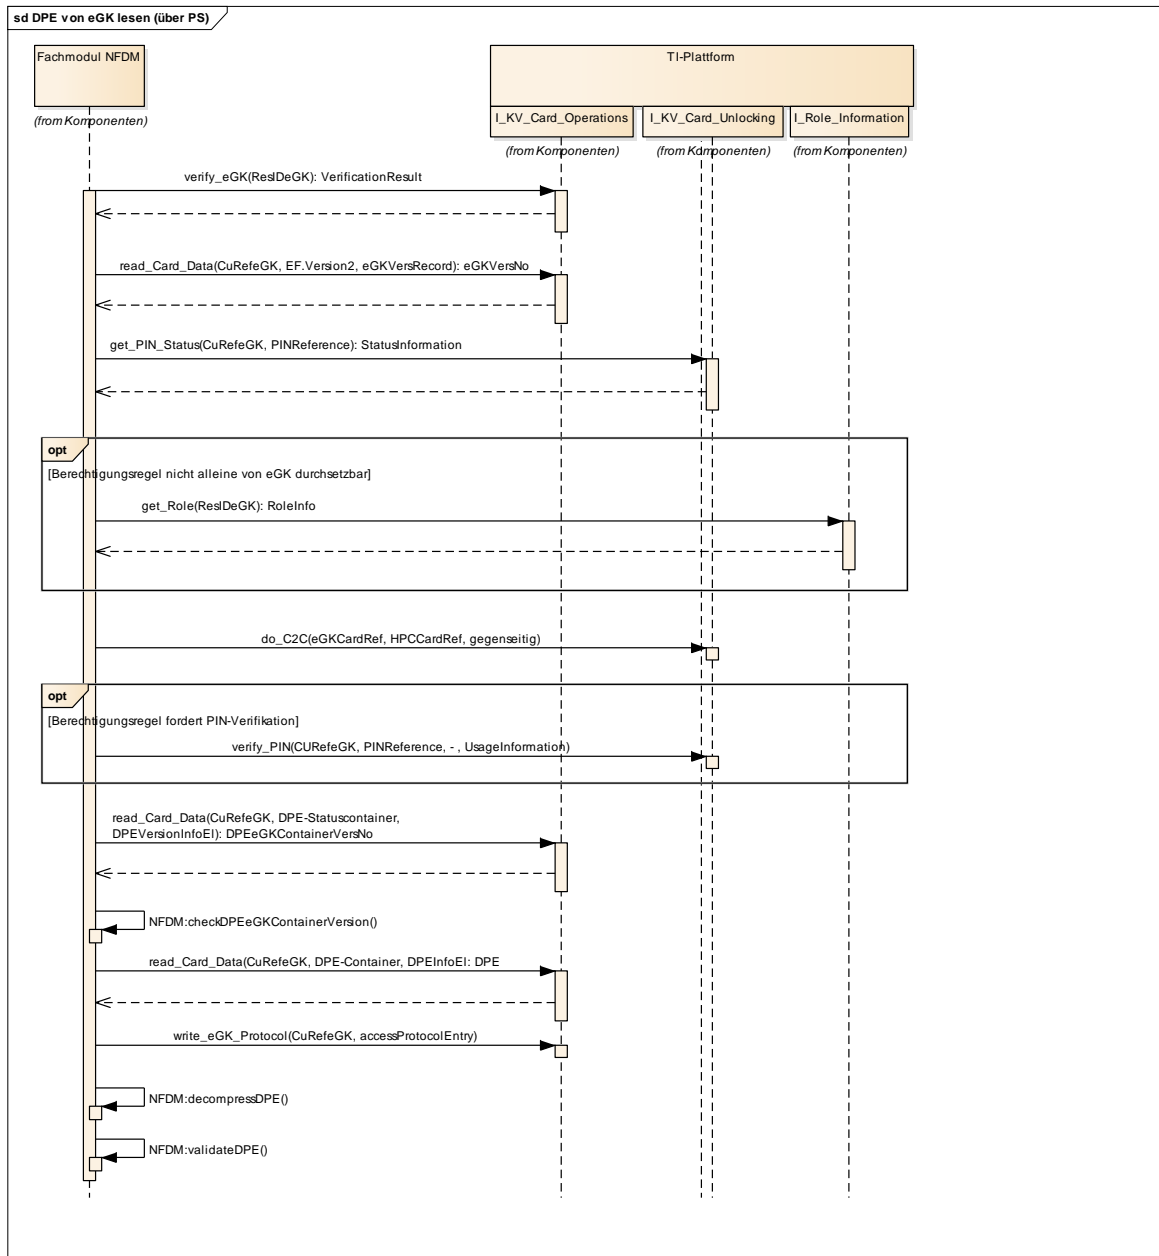 sd DPE von eGK lesen (über PS)
Fachmodul NFDM
(from Komponenten)
TI-Plattform
I_KV_Card_Operations
I_KV_Card_Unlocking
I_Role_Information
(from Komponenten)
(from Komponenten)
(from Komponenten)
verify_eGK(ResIDeGK): VerificationResult
read_Card_Data(CuRefeGK, EF.Version2, eGKVersRecord): eGKVersNo
get_PIN_Status(CuRefeGK, PINReference): StatusInformation
opt
[Berechtigungsregel nicht alleine von eGK durchsetzbar]
get_Role(ResIDeGK): RoleInfo
do_C2C(eGKCardRef, HPCCardRef, gegenseitig)
opt
[Berechtigungsregel fordert PIN-Verifikation]
verify_PIN(CURefeGK, PINReference, - , UsageInformation)
read_Card_Data(CuRefeGK, DPE-Statuscontainer,
DPEVersionInfoEl): DPEeGKContainerVersNo
NFDM:checkDPEeGKContainerVersion()
read_Card_Data(CuRefeGK, DPE-Container, DPEInfoEl: DPE
write_eGK_Protocol(CuRefeGK, accessProtocolEntry)
NFDM:decompressDPE()
NFDM:validateDPE()